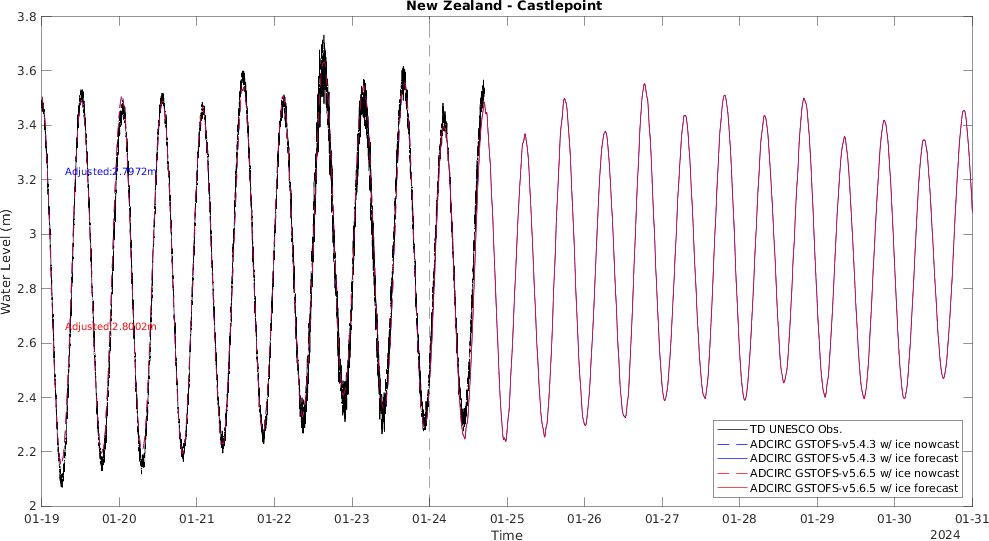 New Zealand - Castlepoint
Water Level (m)
3.8
3.6
3.4
3.2
3
2.8
2.6
2.4
2.2
2
Adjusted:2.7972m
Adjusted:2.8002m
TD UNESCO Obs.
ADCIRC GSTOFS-v5.4.3 w/ ice nowcast
ADCIRC GSTOFS-v5.4.3 w/ ice forecast
ADCIRC GSTOFS-v5.6.5 w/ ice nowcast
ADCIRC GSTOFS-v5.6.5 w/ ice forecast
01-19 01-20 01-21 01-22 01-23 01-24 01-25 01-26 01-27 01-28 01-29 01-30 01-31
Time
2024